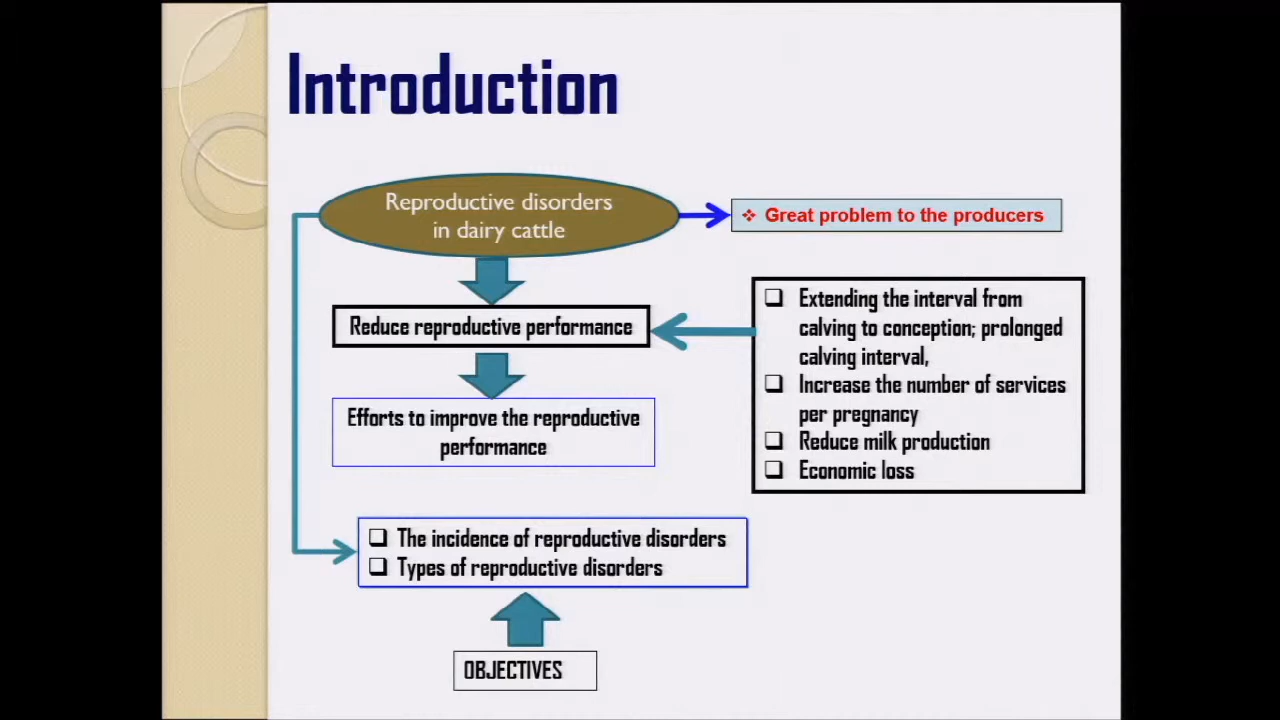 Introduction
Reproductive disorders
in dairy cattle
❖ Great problem to the producers
Reduce reproductive performance
❑ Extending the interval from
calving to conception; prolonged
calving interval,
❑ Increase the number of services
per pregnancy
❑ Reduce milk production
❑ Economic loss
Efforts to improve the reproductive
performance
❑ The incidence of reproductive disorders
❑ Types of reproductive disorders
OBJECTIVES